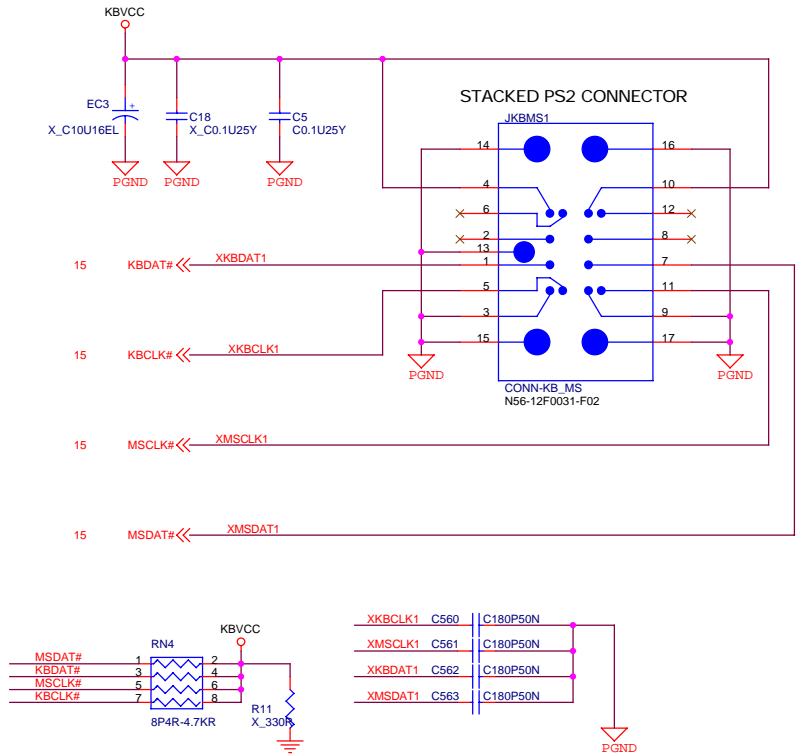 KBVCC
STACKED PS2 CONNECTOR
JKBMS1
EC3
+
X_C10U16EL
C18
X_C0.1U25Y
C5
C0.1U25Y
PGND
PGND
PGND
14
16
4
10
6
12
2
8
13
1
7
5
11
3
9
15
17
15 KBDAT# XKBDAT1
15 KBCLK# XKBCLK1
PGND
PGND
CONN-KB_MS
N56-12F0031-F02
15 MSCLK# XMSCLK1
15 MSDAT# XMSDAT1
RN4
KBVCC
MSDAT# 1 2
KBDAT# 3 4
MSCLK# 5 6
KBCLK# 7 8
8P4R-4.7KR
R11
X_330R
XKBCLK1 C560 C180P50N
XMSCLK1 C561 C180P50N
XKBDAT1 C562 C180P50N
XMSDAT1 C563 C180P50N
PGND